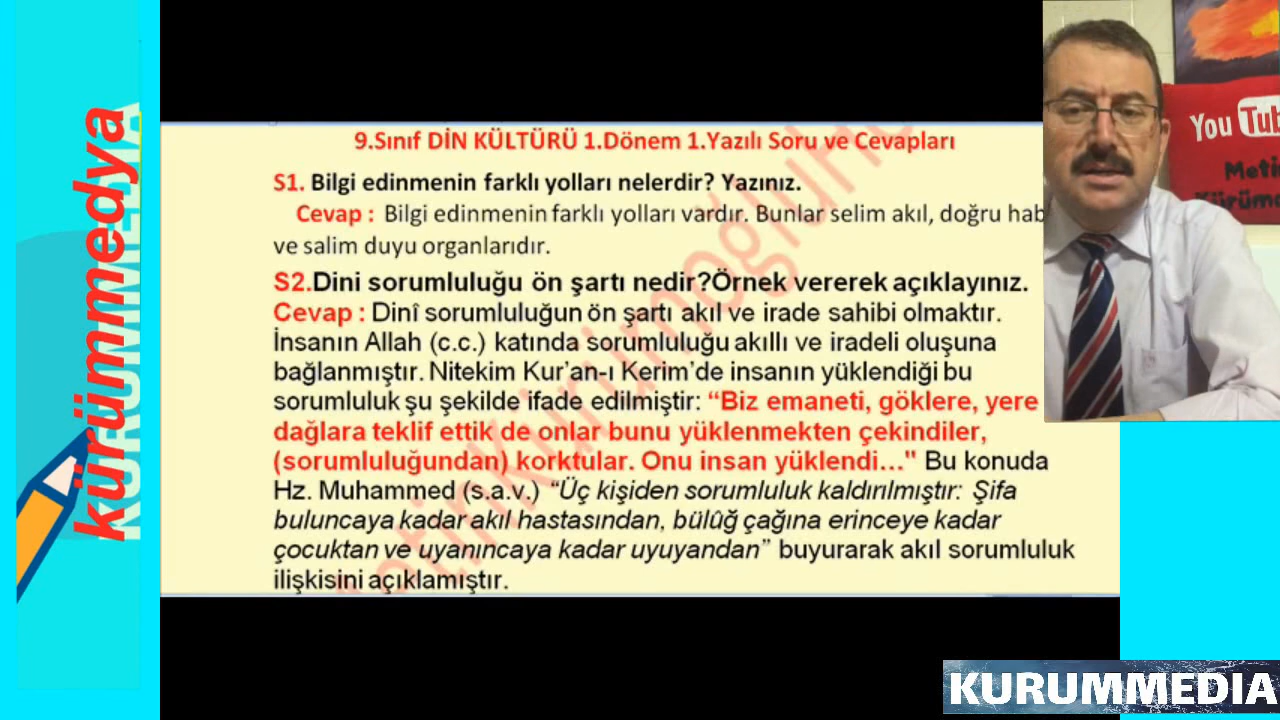 9.Sınıf DİN KÜLTÜRÜ 1.Dönem 1.Yazılı Soru ve Cevapları
S1. Bilgi edinmenin farklı yolları nelerdir? Yazınız.
Cevap : Bilgi edinmenin farklı yolları vardır. Bunlar selim akıl, doğru hab
ve salim duyu organlarıdır.
S2.Dini sorumluluğu ön şartı nedir?Örnek vererek açıklayınız.
Cevap : Dinî sorumluluğun ön şartı akıl ve irade sahibi olmaktır.
İnsanın Allah (c.c.) katında sorumluluğu akıllı ve iradeli oluşuna
bağlanmıştır. Nitekim Kur’an-ı Kerim’de insanın yüklendiği bu
sorumluluk şu şekilde ifade edilmiştir: “Biz emaneti, göklere, yere
dağlara teklif ettik de onlar bunu yüklenmekten çekindiler,
(sorumluluğundan) korktular. Onu insan yüklendi…" Bu konuda
Hz. Muhammed (s.a.v.) “Üç kişiden sorumluluk kaldırılmıştır: Şifa
buluncaya kadar akıl hastasından, bülûğ çağına erinceye kadar
çocuktan ve uyanıncaya kadar uyuyandan” buyurarak akıl sorumluluk
ilişkisini açıklamıştır.
kürümmedya
KURUMMEDIA
You Tub
Metin
Kürüm
KURUMMEDIA